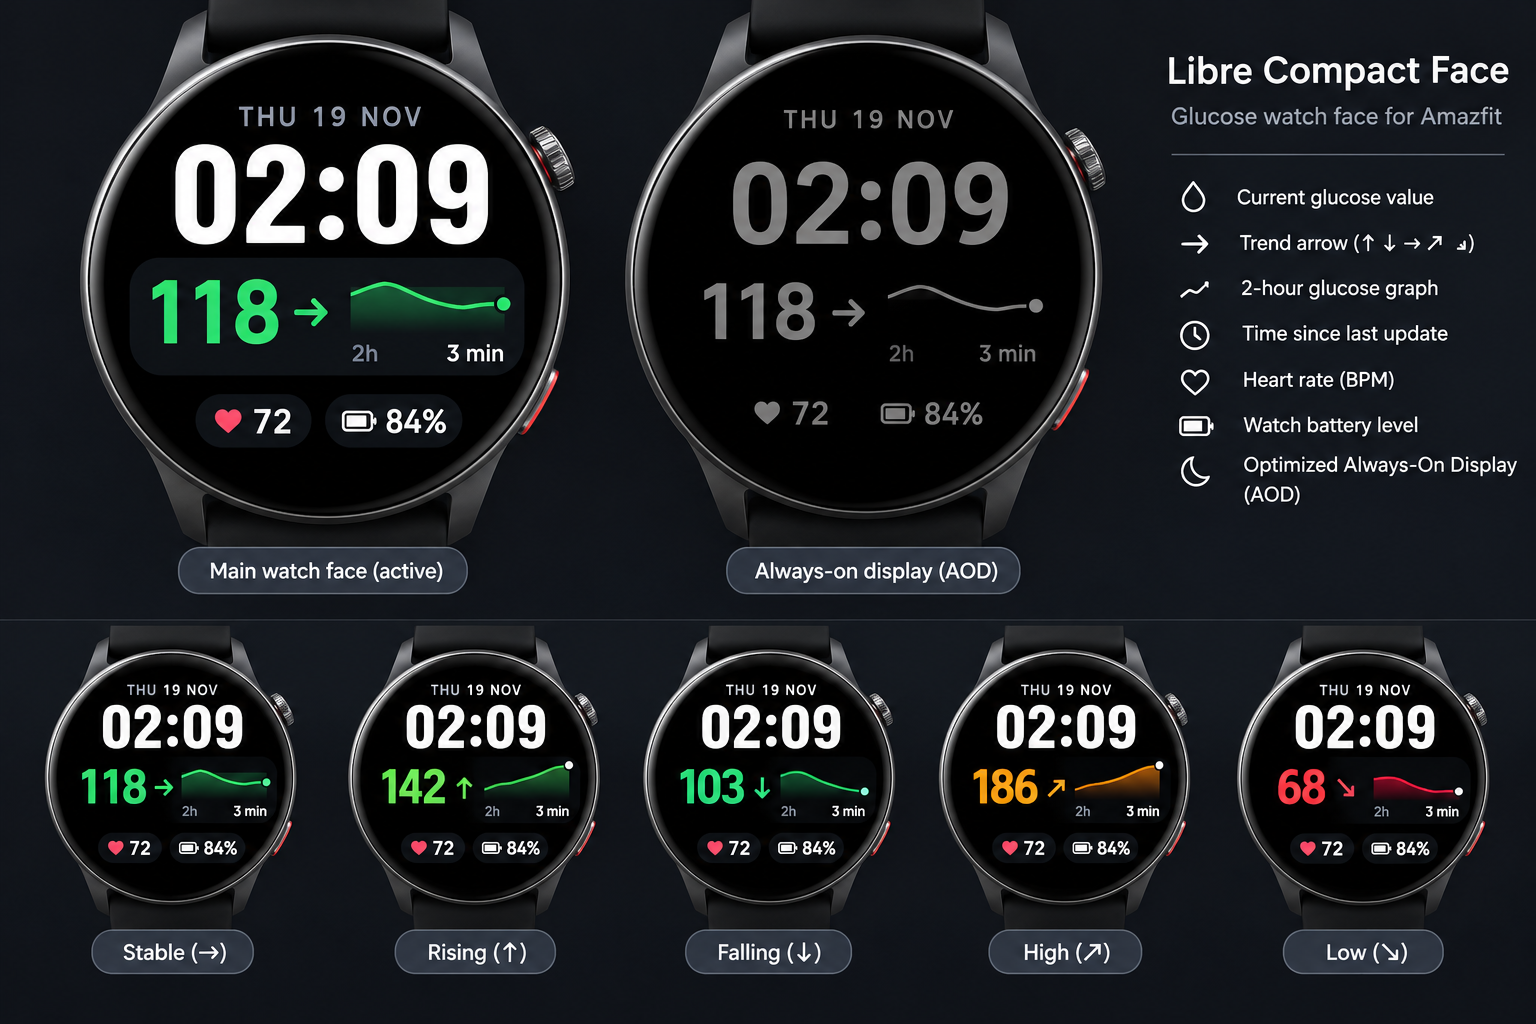 THU 19 NOV
02:09
118 →
2h 3 min
72 84%
Main watch face (active)
THU 19 NOV
02:09
118 →
2h 3 min
72 84%
Always-on display (AOD)
Libre Compact Face
Glucose watch face for Amazfit
Current glucose value
Trend arrow (↑ ↓ → ↗ ↘)
2-hour glucose graph
Time since last update
Heart rate (BPM)
Watch battery level
Optimized Always-On Display
(AOD)
THU 19 NOV
02:09
118 →
2h 3 min
72 84%
Stable (→)
THU 19 NOV
02:09
142 ↑
2h 3 min
72 84%
Rising (↑)
THU 19 NOV
02:09
103 ↓
2h 3 min
72 84%
Falling (↓)
THU 19 NOV
02:09
186 ↗
2h 3 min
72 84%
High (↗)
THU 19 NOV
02:09
68 ↘
2h 3 min
72 84%
Low (↘)